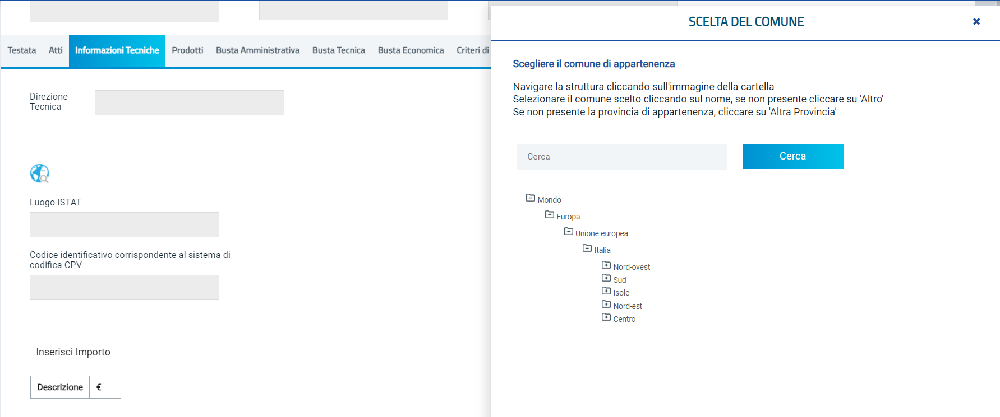 Testata Atti Informazioni Tecniche Prodotti Busta Amministrativa Busta Tecnica Busta Economica Criteri di
Direzione
Tecnica
Luogo ISTAT
Codice identificativo corrispondente al sistema di
codifica CPV
Inserisci Importo
Descrizione €
SCELTA DEL COMUNE
Scegliere il comune di appartenenza
Navigare la struttura cliccando sull'immagine della cartella
Selezionare il comune scelto cliccando sul nome, se non presente cliccare su 'Altro'
Se non presente la provincia di appartenenza, cliccare su 'Altra Provincia'
Cerca Cerca
Mondo
Europa
Unione europea
Italia
Nord-ovest
Sud
Isole
Nord-est
Centro